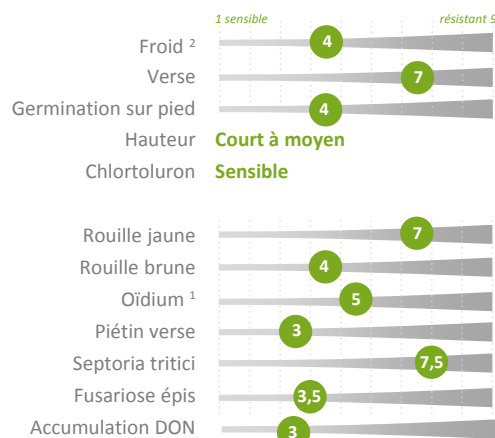 1 sensible résistant 9
Froid ² 4
Verse 7
Germination sur pied 4
Hauteur Court à moyen
Chlortoluron Sensible
Rouille jaune 7
Rouille brune 4
Oïdium ¹ 5
Piétin verse 3
Septoria tritici 7,5
Fusariose épis 3,5
Accumulation DON 3